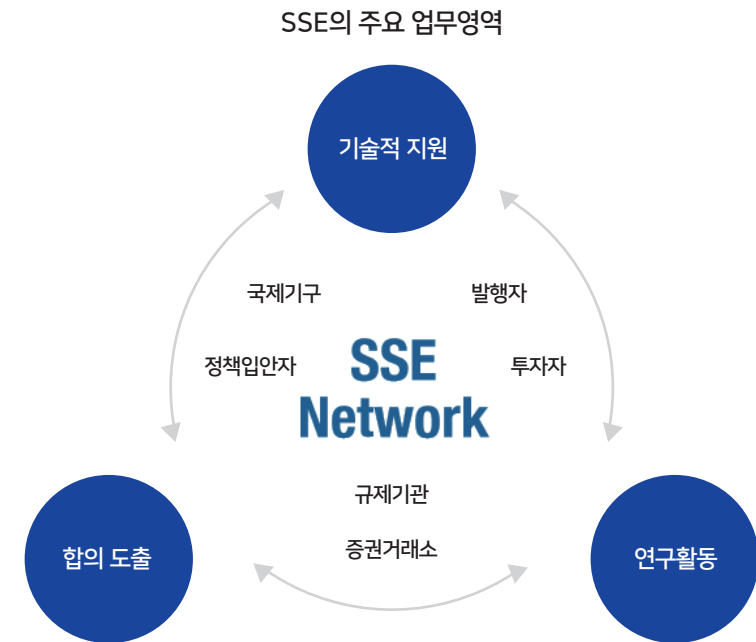 SSE의 주요 업무영역
기술적 지원
국제기구
발행자
정책입안자
투자자
SSE
Network
규제기관
증권거래소
합의 도출
연구활동